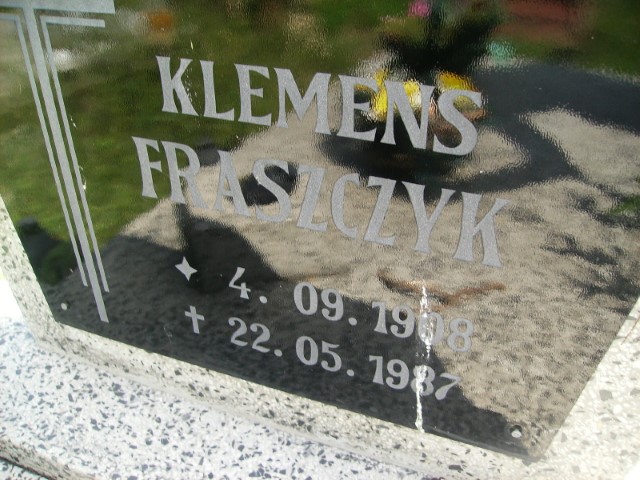 KLEMENS
FRASZCZYK
✦ 4. 09. 1908
✝ 22. 05. 1987